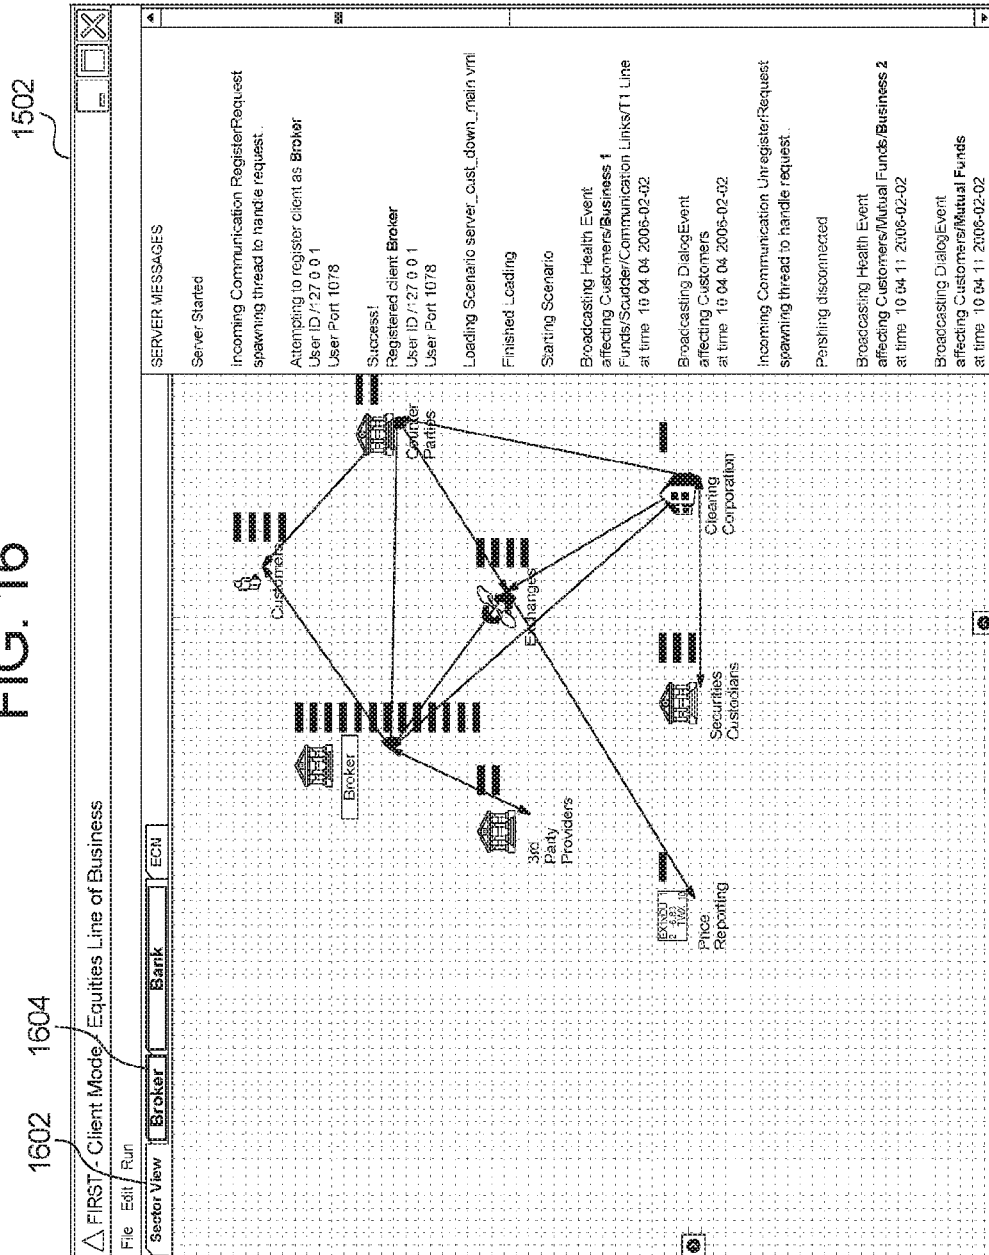 FIG. 16
1502
1602
1604
FIRST - Client Mode - Equities Line of Business
File Edit Run
Sector View
Broker
Bank
ECN
Customers
Counter
Parties
Broker
Exchanges
3rd
Party
Providers
Price
Reporting
Securities
Custodians
Clearing
Corporation
SERVER MESSAGES
Server Started
Incoming Communication RegisterRequest
spawning thread to handle request..
Attempting to register client as Broker
User ID /127 0 0 1
User Port 1078
Success!
Registered client Broker
User ID /127 0 0 1
User Port 1078
Loading Scenario server_cust_down_main vml
Finished Loading
Starting Scenario
Broadcasting Health Event
affecting Customers/Business 1
Funds/Scudder/Communication Links/T1 Line
at time 10 04 04 2006-02-02
Broadcasting DialogEvent
affecting Customers
at time 10 04 04 2006-02-02
Incoming Communication UnregisterRequest
spawning thread to handle request..
Pershing disconnected
Broadcasting Health Event
affecting Customers/Mutual Funds/Business 2
at time 10 04 11 2006-02-02
Broadcasting DialogEvent
affecting Customers/Mutual Funds
at time 10 04 11 2006-02-02